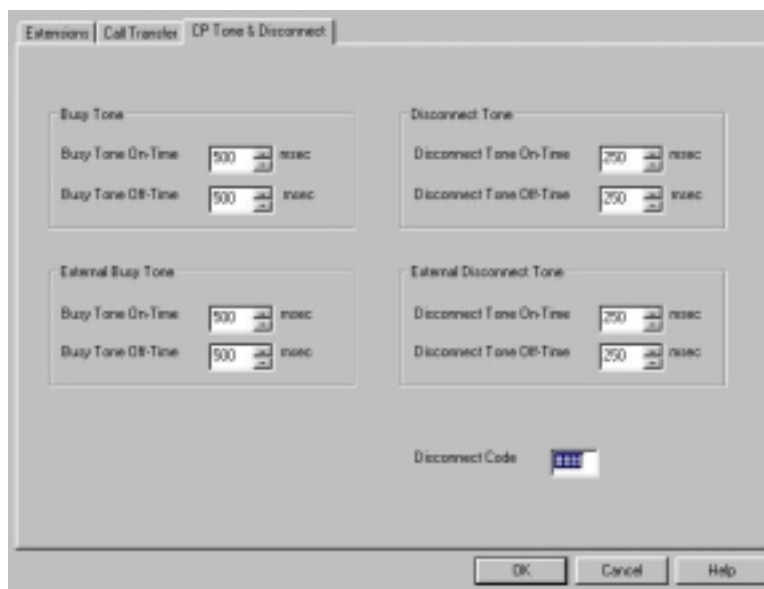 Extensions Call Transfer CP Tone & Disconnect
Busy Tone
Busy Tone On-Time 500 msec
Busy Tone Off-Time 500 msec
Disconnect Tone
Disconnect Tone On-Time 250 msec
Disconnect Tone Off-Time 250 msec
External Busy Tone
Busy Tone On-Time 500 msec
Busy Tone Off-Time 500 msec
External Disconnect Tone
Disconnect Tone On-Time 250 msec
Disconnect Tone Off-Time 250 msec
Disconnect Code
OK Cancel Help